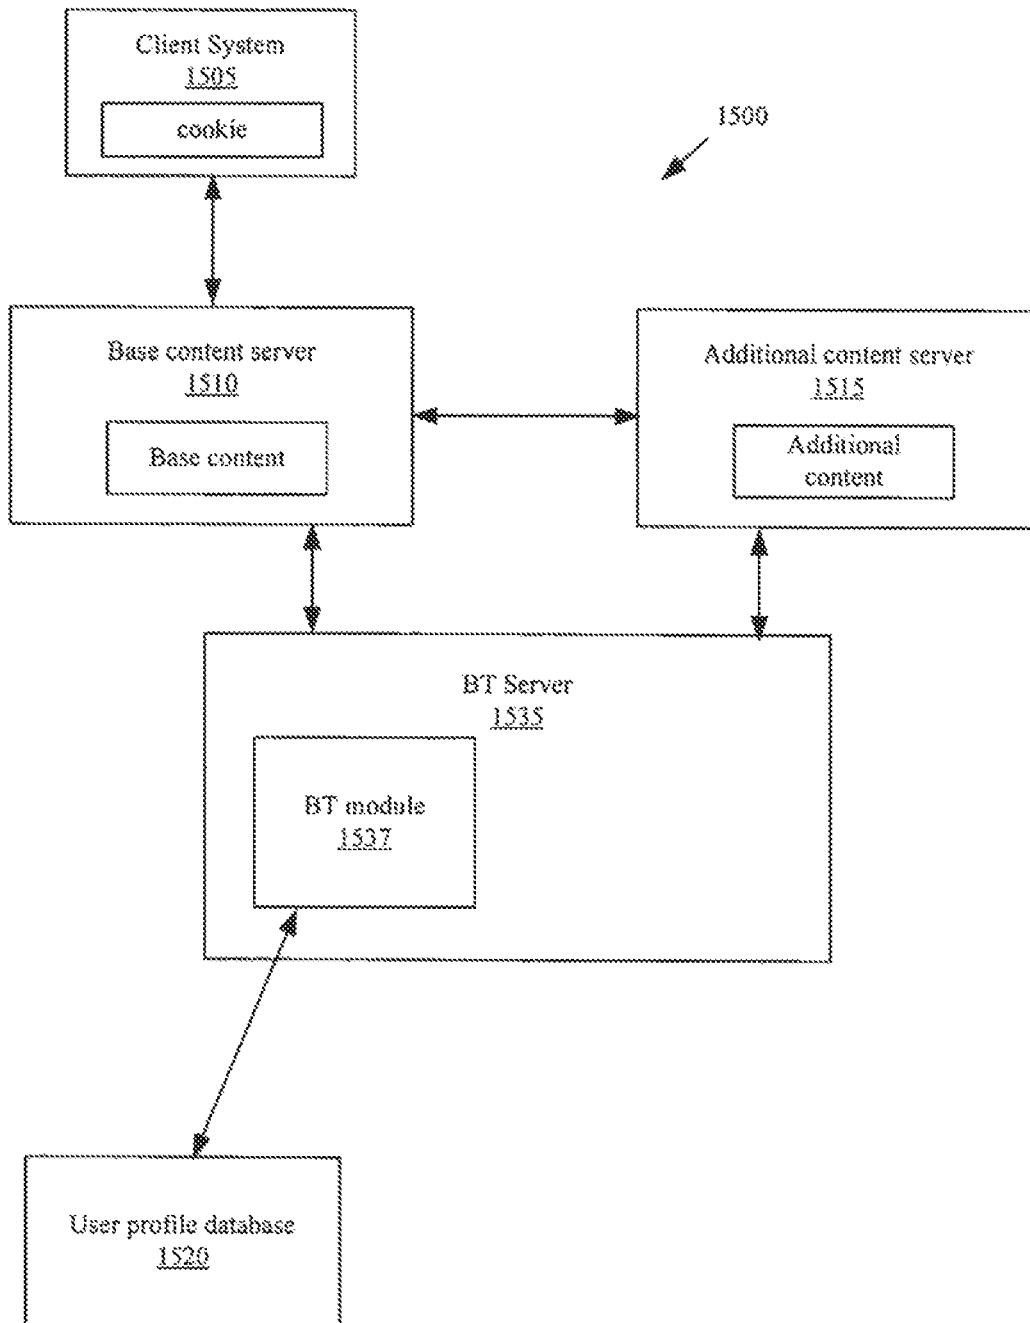 Client System
1505
cookie
1500
Base content server
1510
Base content
Additional content server
1515
Additional
content
BT Server
1535
BT module
1537
User profile database
1520